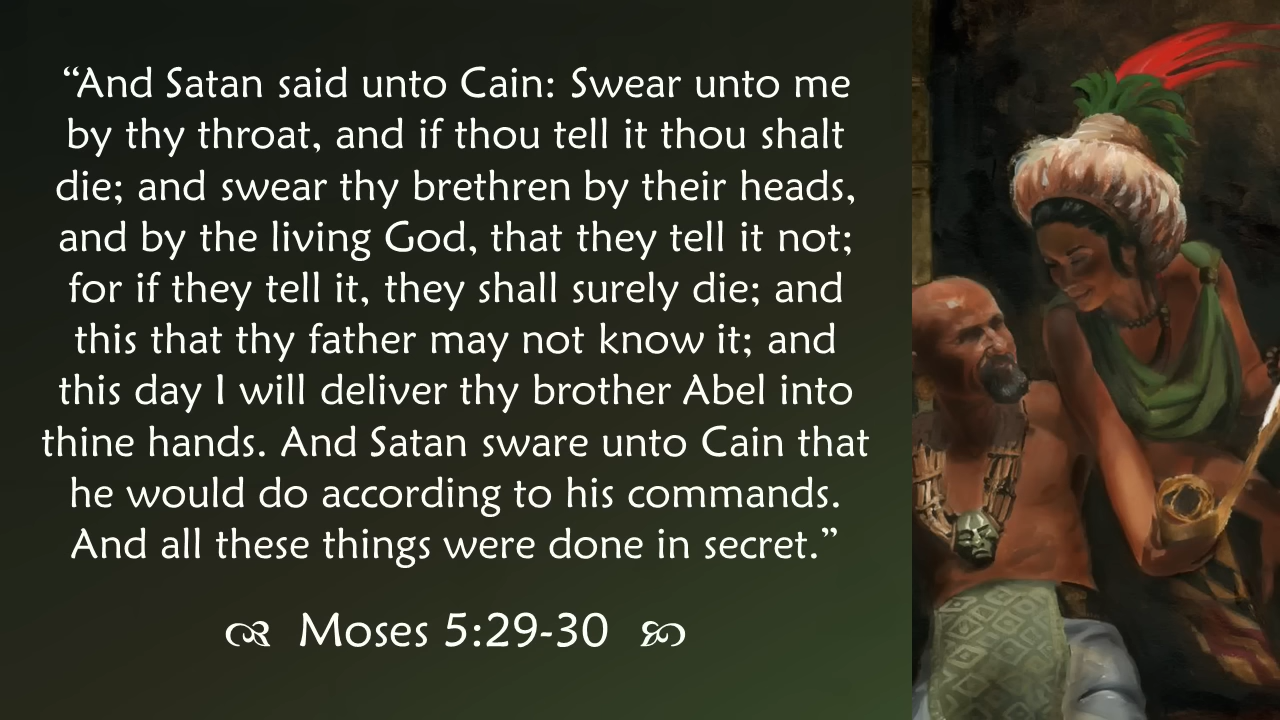 “And Satan said unto Cain: Swear unto me
by thy throat, and if thou tell it thou shalt
die; and swear thy brethren by their heads,
and by the living God, that they tell it not;
for if they tell it, they shall surely die; and
this that thy father may not know it; and
this day I will deliver thy brother Abel into
thine hands. And Satan sware unto Cain that
he would do according to his commands.
And all these things were done in secret.”
Moses 5:29-30